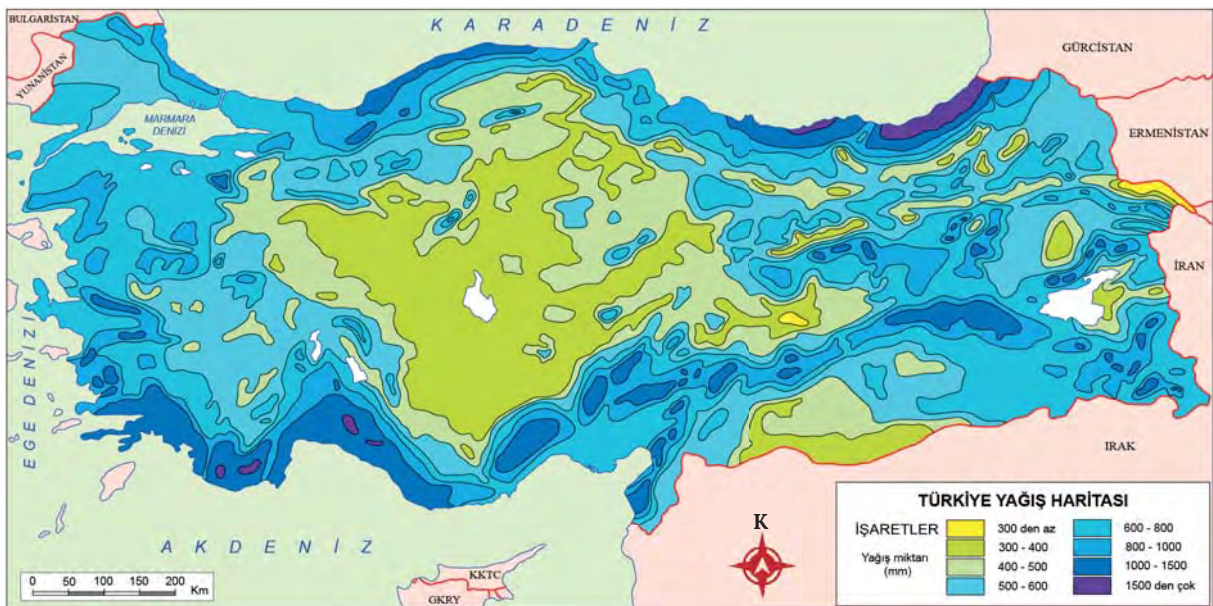 BULGARİSTAN
K A R A D E N İ Z
GÜRCİSTAN
YUNANİSTAN
MARMARA
DENİZİ
ERMENİSTAN
İRAN
EGE DENİZİ
IRAK
A K D E N İ Z
K
KKTC
GKRY
0 50 100 150 200
Km
TÜRKİYE YAĞIŞ HARİTASI
İŞARETLER
Yağış miktarı
(mm)
300 den az
300 - 400
400 - 500
500 - 600
600 - 800
800 - 1000
1000 - 1500
1500 den çok